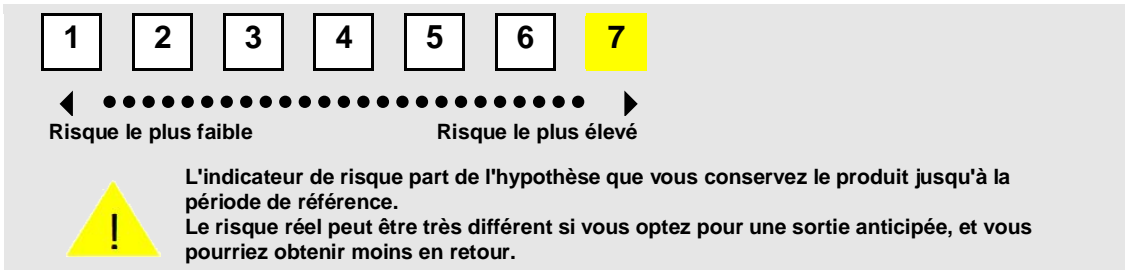 1 2 3 4 5 6 7
Risque le plus faible Risque le plus élevé
L'indicateur de risque part de l'hypothèse que vous conservez le produit jusqu'à la
période de référence.
Le risque réel peut être très différent si vous optez pour une sortie anticipée, et vous
pourriez obtenir moins en retour.
!